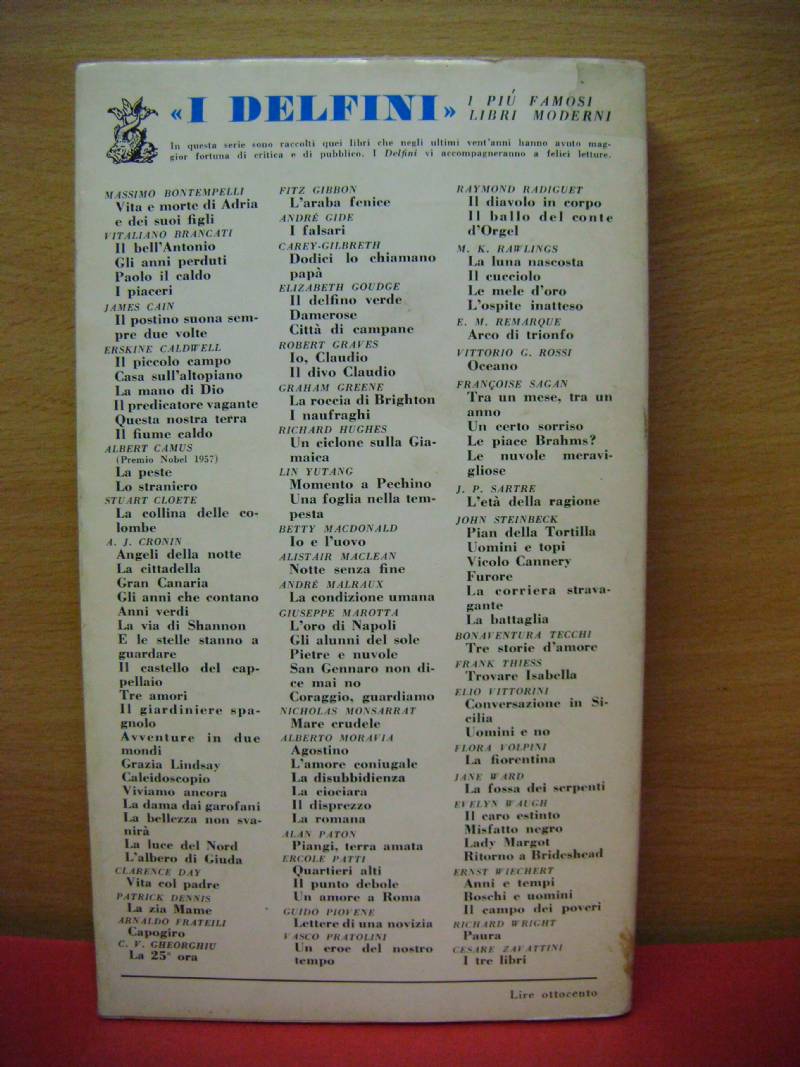 «I DELFINI»
I PIÚ FAMOSI
LIBRI MODERNI
In questa serie sono raccolti quei libri che negli ultimi vent'anni hanno avuto mag-
gior fortuna di critica e di pubblico. I Delfini vi accompagneranno a felici letture.
MASSIMO BONTEMPELLI
Vita e morte di Adria
e dei suoi figli
VITALIANO BRANCATI
Il bell'Antonio
Gli anni perduti
Paolo il caldo
I piaceri
JAMES CAIN
Il postino suona sem-
pre due volte
ERSKINE CALDWELL
Il piccolo campo
Casa sull'altopiano
La mano di Dio
Il predicatore vagante
Questa nostra terra
Il fiume caldo
ALBERT CAMUS
(Premio Nobel 1957)
La peste
Lo straniero
STUART CLOETE
La collina delle co-
lombe
A. J. CRONIN
Angeli della notte
La cittadella
Gran Canaria
Gli anni che contano
Anni verdi
La via di Shannon
E le stelle stanno a
guardare
Il castello del cap-
pellaio
Tre amori
Il giardiniere spa-
gnolo
Avventure in due
mondi
Grazia Lindsay
Caleidoscopio
Viviamo ancora
La dama dai garofani
La bellezza non sva-
nirà
La luce del Nord
L'albero di Giuda
CLARENCE DAY
Vita col padre
PATRICK DENNIS
La zia Mame
ARNALDO FRATEILI
Capogiro
C. V. GHEORGHIU
La 25ª ora
FITZ GIBBON
L'araba fenice
ANDRÉ GIDE
I falsari
CAREY-GILBRETH
Dodici lo chiamano
papà
ELIZABETH GOUDGE
Il delfino verde
Damerose
Città di campane
ROBERT GRAVES
Io, Claudio
Il divo Claudio
GRAHAM GREENE
La roccia di Brighton
I naufraghi
RICHARD HUGHES
Un ciclone sulla Gia-
maica
LIN YUTANG
Momento a Pechino
Una foglia nella tem-
pesta
BETTY MACDONALD
Io e l'uovo
ALISTAIR MACLEAN
Notte senza fine
ANDRÉ MALRAUX
La condizione umana
GIUSEPPE MAROTTA
L'oro di Napoli
Gli alunni del sole
Pietre e nuvole
San Gennaro non di-
ce mai no
Coraggio, guardiamo
NICHOLAS MONSARRAT
Mare crudele
ALBERTO MORAVIA
Agostino
L'amore coniugale
La disubbidienza
La ciociara
Il disprezzo
La romana
ALAN PATON
Piangi, terra amata
ERCOLE PATTI
Quartieri alti
Il punto debole
Un amore a Roma
GUIDO PIOVENE
Lettere di una novizia
VASCO PRATOLINI
Un eroe del nostro
tempo
RAYMOND RADIGUET
Il diavolo in corpo
Il ballo del conte
d'Orgel
M. K. RAWLINGS
La luna nascosta
Il cucciolo
Le mele d'oro
L'ospite inatteso
E. M. REMARQUE
Arco di trionfo
VITTORIO G. ROSSI
Oceano
FRANÇOISE SAGAN
Tra un mese, tra un
anno
Un certo sorriso
Le piace Brahms?
Le nuvole meravi-
gliose
J. P. SARTRE
L'età della ragione
JOHN STEINBECK
Pian della Tortilla
Uomini e topi
Vicolo Cannery
Furore
La corriera strava-
gante
La battaglia
BONAVENTURA TECCHI
Tre storie d'amore
FRANK THIESS
Trovare Isabella
ELIO VITTORINI
Conversazione in Si-
cilia
Uomini e no
FLORA VOLPINI
La fiorentina
JANE WARD
La fossa dei serpenti
EVELYN WAUGH
Il caro estinto
Misfatto negro
Lady Margot
Ritorno a Brideshead
ERNST WIECHERT
Anni e tempi
Boschi e uomini
Il campo dei poveri
RICHARD WRIGHT
Paura
CESARE ZAVATTINI
I tre libri
Lire ottocento